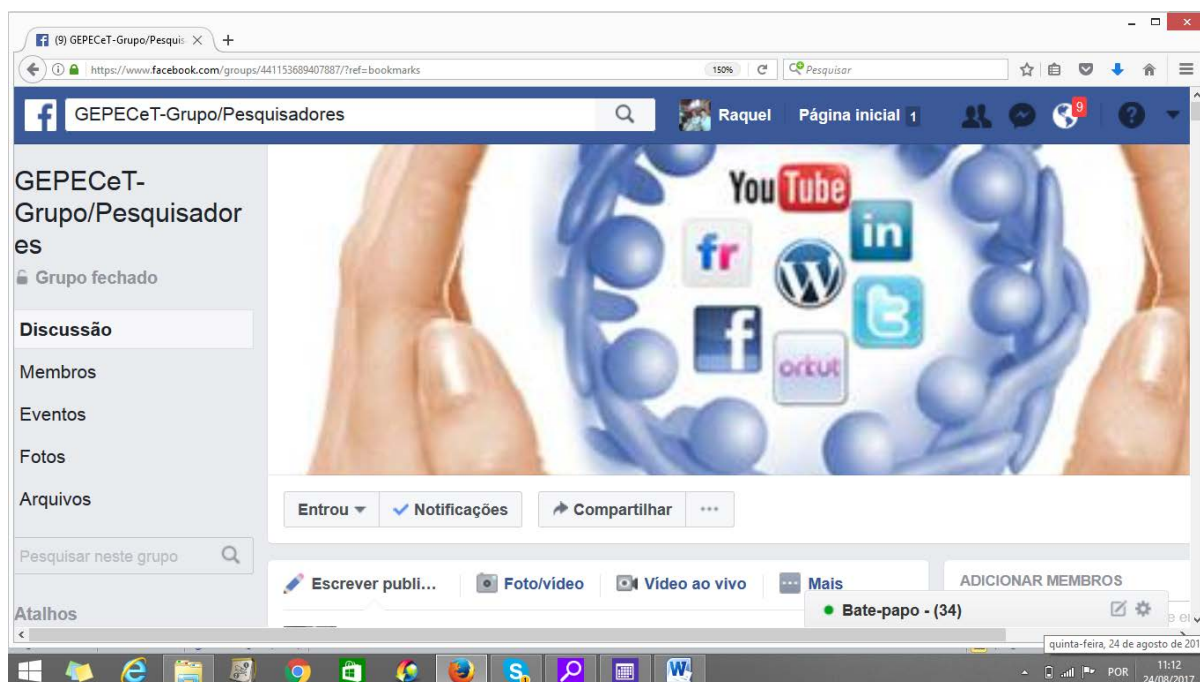 (9) GEPECeT-Grupo/Pesquis
https://www.facebook.com/groups/441153689407887/?ref=bookmarks
150%
Pesquisar
GEPECeT-Grupo/Pesquisadores
Raquel
Página inicial 1
9
GEPECeT-
Grupo/Pesquisador
es
Grupo fechado
Discussão
Membros
Eventos
Fotos
Arquivos
Pesquisar neste grupo
Atalhos
You Tube
fr
in
f
orkut
Entrou
Notificações
Compartilhar
Escrever publi...
Foto/vídeo
Vídeo ao vivo
Mais
ADICIONAR MEMBROS
Bate-papo - (34)
quinta-feira, 24 de agosto de 201
POR
11:12
24/08/2017